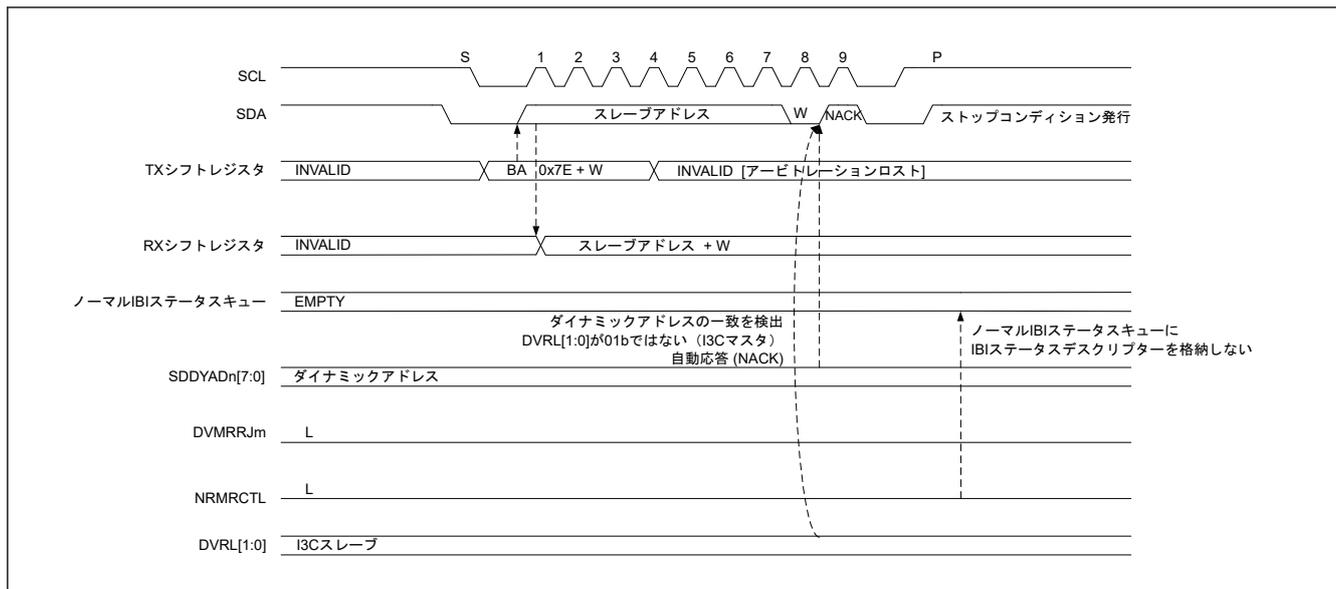 S 1 2 3 4 5 6 7 8 9 P
SCL
SDA スレーブアドレス W NACK ストップコンディション発行
TXシフトレジスタ INVALID BA 0x7E + W INVALID [アービトレーションロスト]
RXシフトレジスタ INVALID スレーブアドレス + W
ノーマルIBIステータスキュー EMPTY
ダイナミックアドレスの一致を検出
DVRL[1:0]が01bではない（I3Cマスタ）
自動応答 (NACK)
ノーマルIBIステータスキューに
IBIステータスデスクリプターを格納しない
SDDYADn[7:0] ダイナミックアドレス
DVMRRJm L
NRMRCTL L
DVRL[1:0] I3Cスレーブ